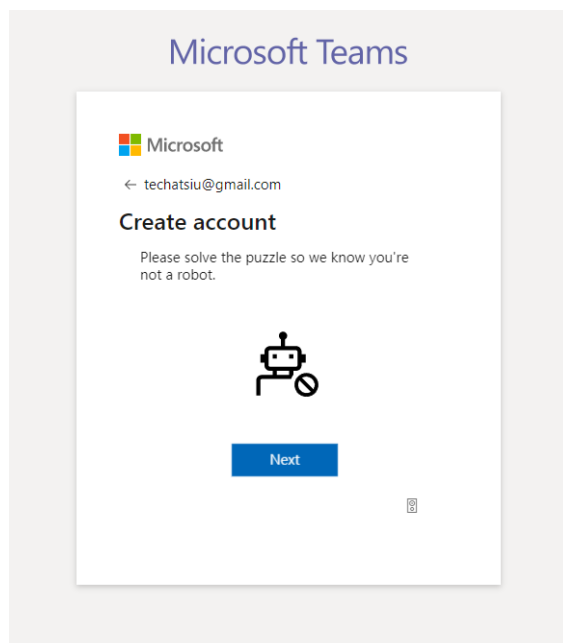 Microsoft Teams
Microsoft
← techatsiu@gmail.com
Create account
Please solve the puzzle so we know you're
not a robot.
Next